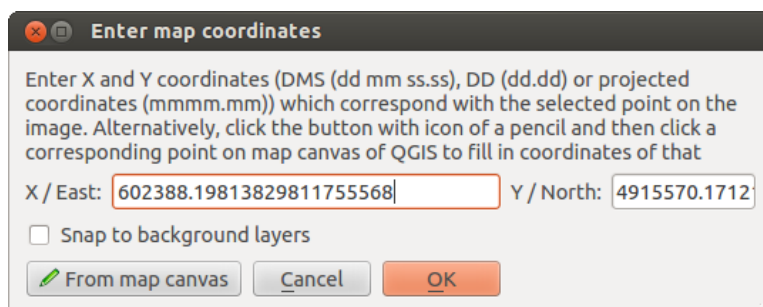 Enter map coordinates
Enter X and Y coordinates (DMS (dd mm ss.ss), DD (dd.dd) or projected
coordinates (mmmm.mm)) which correspond with the selected point on the
image. Alternatively, click the button with icon of a pencil and then click a
corresponding point on map canvas of QGIS to fill in coordinates of that
X / East: 602388.19813829811755568 Y / North: 4915570.1712
Snap to background layers
From map canvas Cancel OK